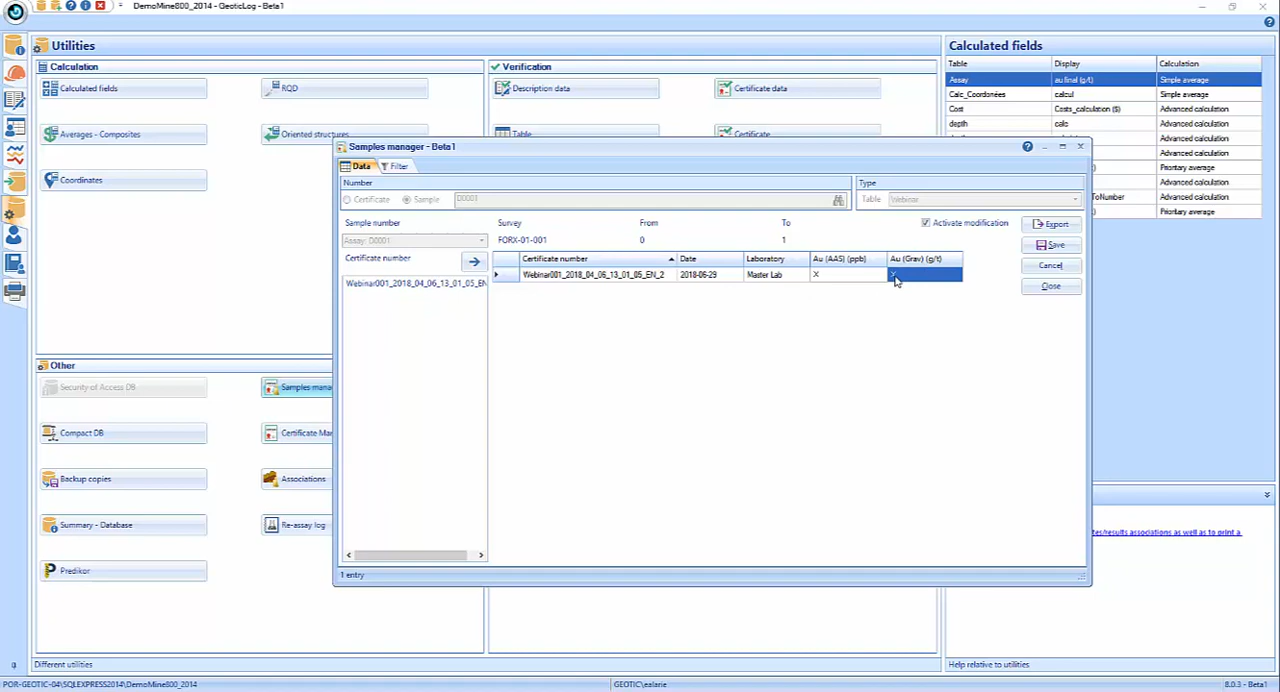 DemoMine800_2014 - GeoticLog - Beta1
Utilities
Calculation
Calculated fields
RQD
Averages - Composites
Oriented structures
Coordinates
Verification
Description data
Certificate data
Table
Certificate
Calculated fields
Table Display Calculation
Assay au final (g/t) Simple average
Calc_Coordonées calcul Simple average
Cost Costs_calculation ($) Advanced calculation
depth calc Advanced calculation
Advanced calculation
) Priortary average
Advanced calculation
ToNumber Advanced calculation
) Priortary average
Samples manager - Beta1
Data Filter
Number
Certificate Sample D0001
Type
Table Webinar
Sample number Survey From To Activate modification Export
Assay: D0001 FORX-01-001 0 1 Save
Certificate number
Certificate number Date Laboratory Au (AAS) (ppb) Au (Grav) (g/t)
Cancel
Webinar001_2018_04_06_13_01_05_EN_2 2018-06-29 Master Lab X X
Webinar001_2018_04_06_13_01_05_EN
Close
1 entry
Other
Security of Access DB
Samples mana
Compact DB
Certificate Ma
Backup copies
Associations
Summary - Database
Re-assay log
Predikor
tes/results associations as well as to print a
Different utilities
Help relative to utilities
POR-GEOTIC-04\SQLEXPRESS2014\DemoMine800_2014
GEOTIC\ealarie
8.0.3 - Beta1